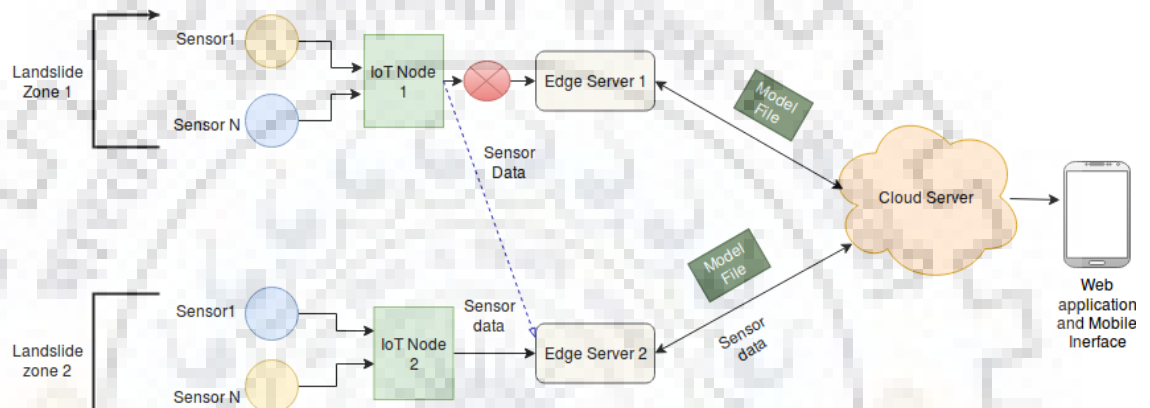 Landslide
Zone 1
Sensor1
Sensor N
IoT Node
1
Edge Server 1
Sensor
Data
Model
File
Cloud Server
Web
application
and Mobile
Inerface
Landslide
zone 2
Sensor1
Sensor N
IoT Node
2
Sensor
data
Edge Server 2
Model
File
Sensor
data